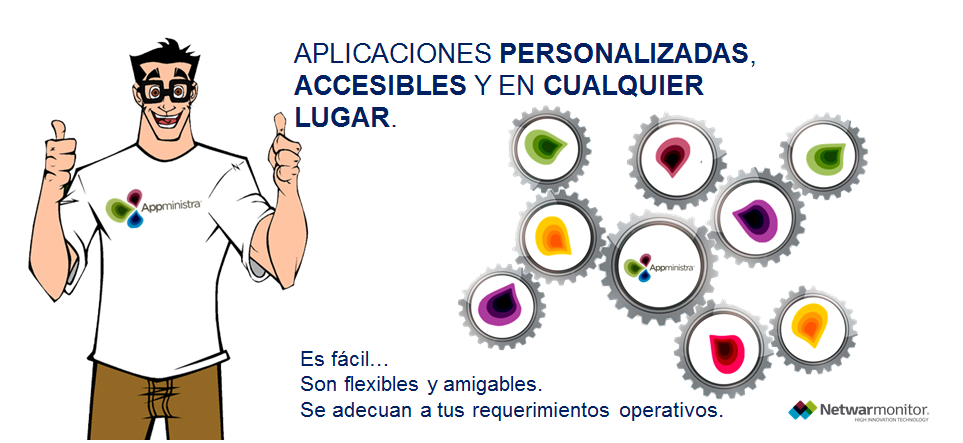 APLICACIONES PERSONALIZADAS,
ACCESIBLES Y EN CUALQUIER
LUGAR.
Appministra
Appministra
Es fácil...
Son flexibles y amigables.
Se adecuan a tus requerimientos operativos.
Netwarmonitor.
HIGH INNOVATION TECHNOLOGY